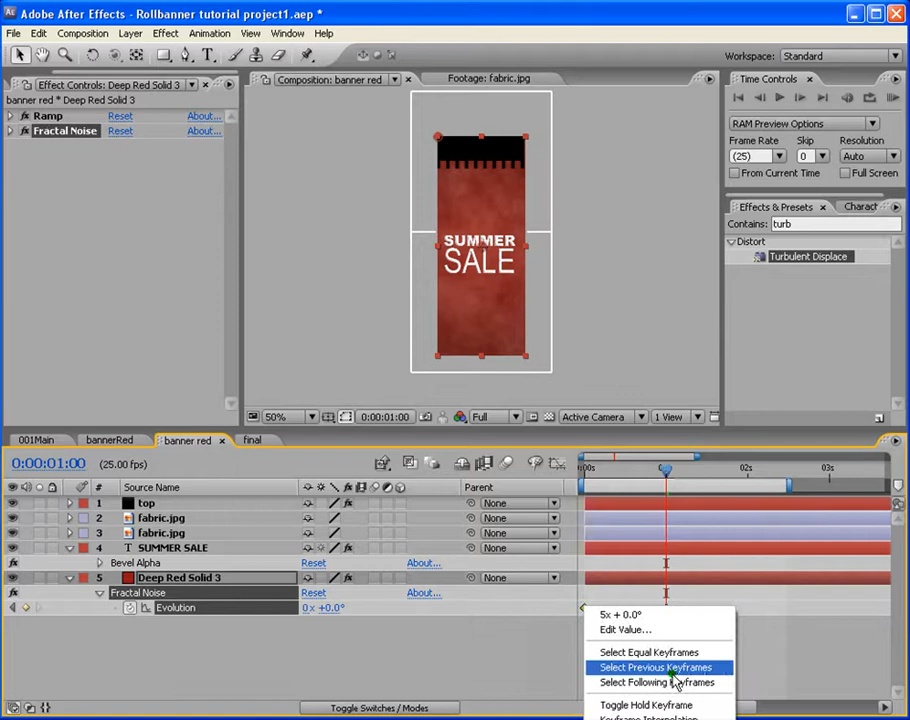 Adobe After Effects - Rollbanner tutorial project1.aep *
File Edit Composition Layer Effect Animation View Window Help
Workspace: Standard
Effect Controls: Deep Red Solid 3
banner red * Deep Red Solid 3
Ramp Reset About...
Fractal Noise Reset About...
Composition: banner red
Footage: fabric.jpg
SUMMER
SALE
50% 0:00:01:00 Full Active Camera 1 View
Time Controls
RAM Preview Options
Frame Rate Skip Resolution
(25) 0 Auto
From Current Time Full Screen
Effects & Presets Charact
Contains: turb
Distort
Turbulent Displace
001Main bannerRed banner red final
0:00:01:00 (25.00 fps)
# Source Name Parent
:00s 02s 03s
1 top None
2 fabric.jpg None
3 fabric.jpg None
4 T SUMMER SALE None
Bevel Alpha Reset About...
5 Deep Red Solid 3 None
Fractal Noise Reset About...
Evolution 0x +0.0°
5x + 0.0°
Edit Value...
Select Equal Keyframes
Select Previous Keyframes
Select Following Keyframes
Toggle Hold Keyframe
Keyframe Interpolation
Toggle Switches / Modes